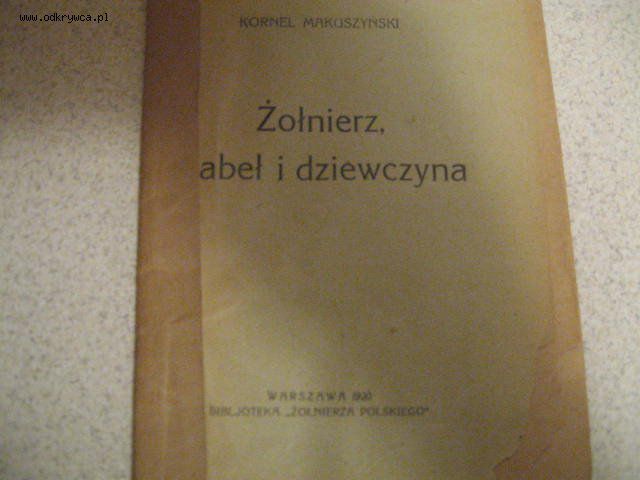 www.odkrywca.pl
KORNEL MAKUSZYŃSKI
Żołnierz,
abeł i dziewczyna
WARSZAWA 1920
BIBLJOTEKA „ŻOŁNIERZA POLSKIEGO"